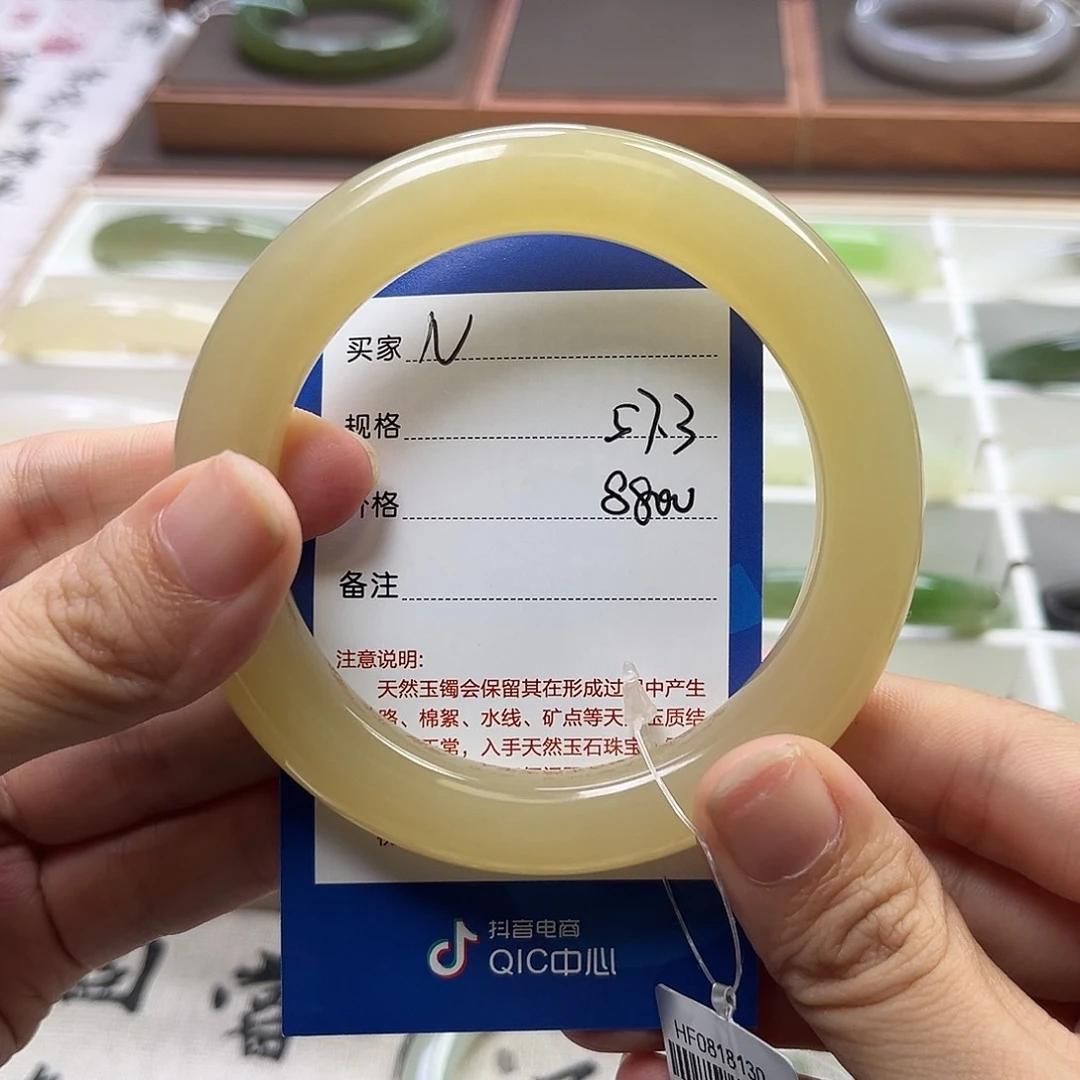 买家 N
规格 57.3
格 8800
备注
注意说明:
天然玉镯会保留其在形成过 中产生
路、棉絮、水线、矿点等天 玉质结
正常，入手天然玉石珠宝
抖音电商
QIC中心
HF0818130